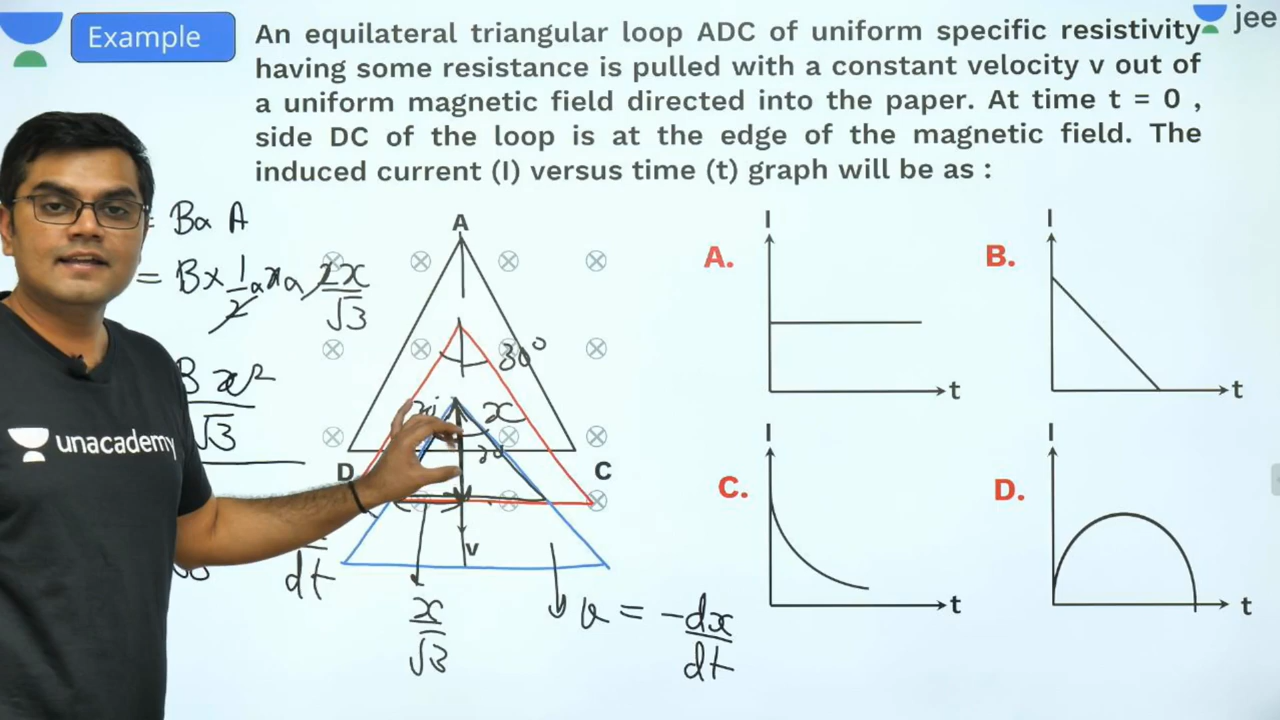 Example
An equilateral triangular loop ADC of uniform specific resistivity
having some resistance is pulled with a constant velocity v out of
a uniform magnetic field directed into the paper. At time t = 0 ,
side DC of the loop is at the edge of the magnetic field. The
induced current (I) versus time (t) graph will be as :
jee
= Ba A
= B x 1/2 x 2x/√3
B x² / √3
dt
A
30°
x
30
D
C
v
x/√3
v = -dx/dt
A.
I
t
B.
I
t
C.
I
t
D.
I
t
unacademy